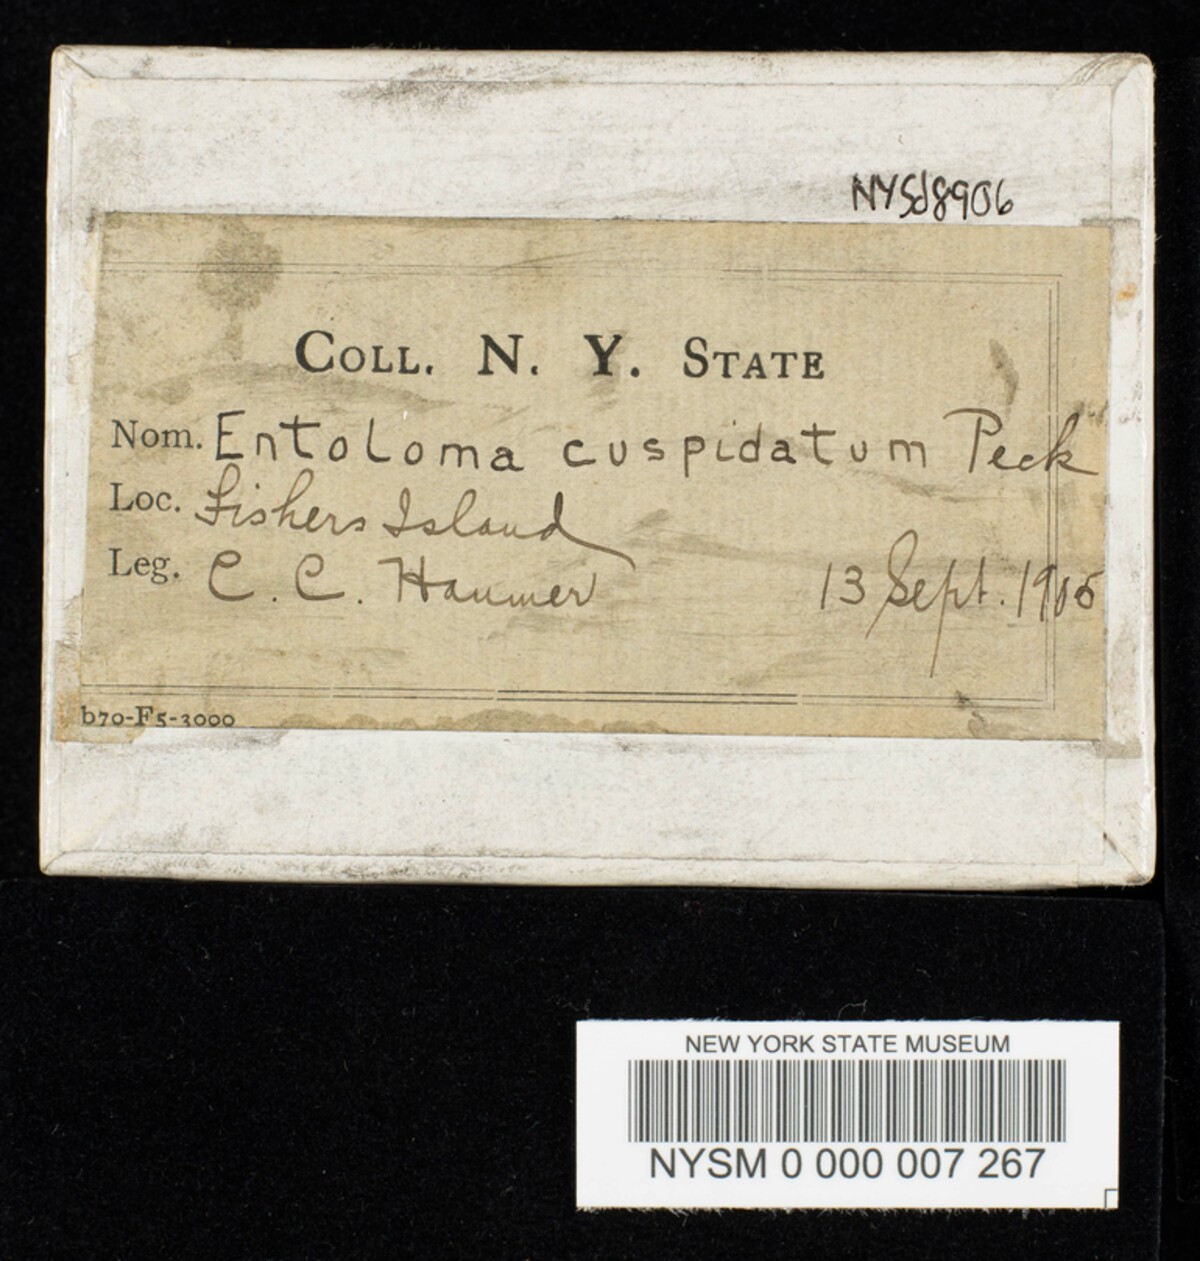 NYSd8906
COLL. N. Y. STATE
Nom. Entoloma cuspidatum Peck
Loc. Fishers Island
Leg. C. C. Hanmer 13 Sept. 1905
b70-F5-3000
NEW YORK STATE MUSEUM
NYSM 0 000 007 267